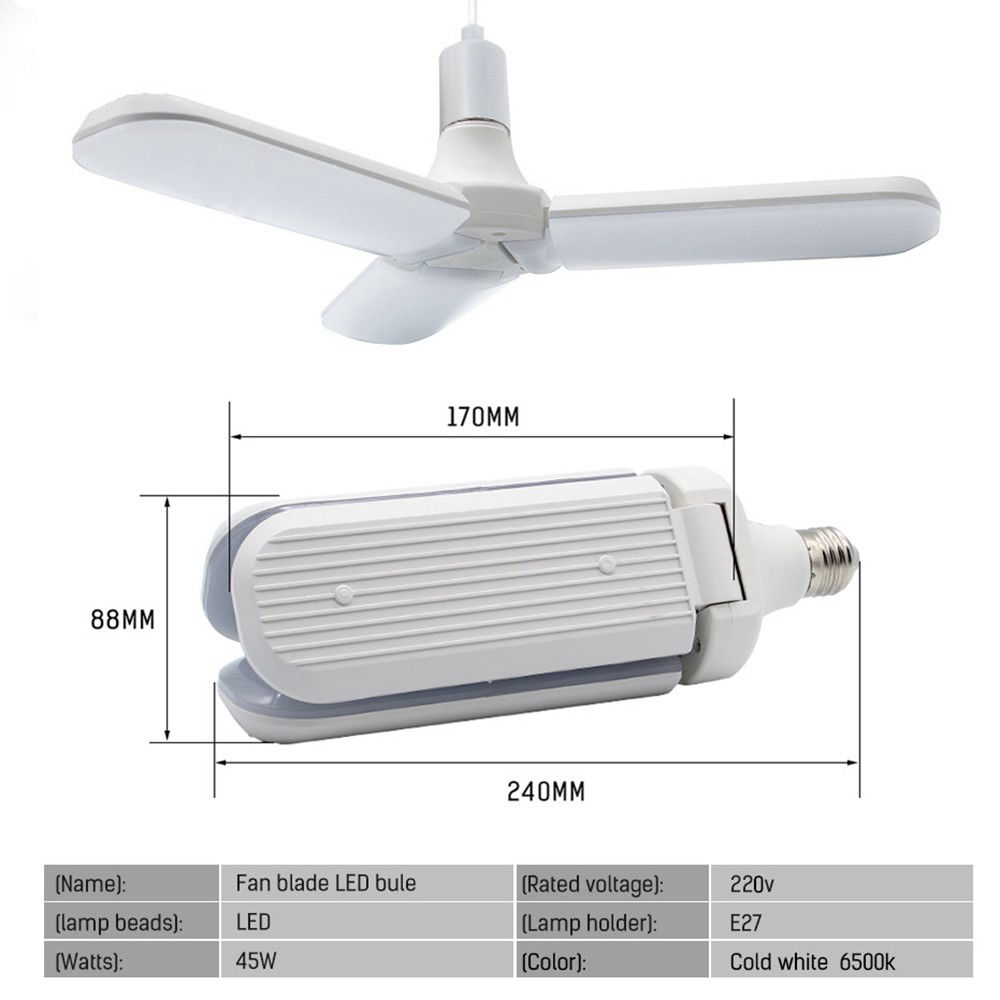 170MM
88MM
240MM
(Name): Fan blade LED bule (Rated voltage): 220v
(lamp beads): LED (Lamp holder): E27
(Watts): 45W (Color): Cold white 6500k